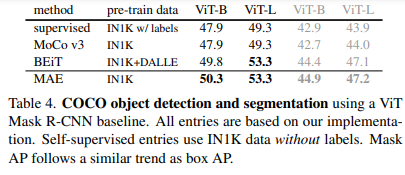 method pre-train data ViT-B ViT-L ViT-B ViT-L
supervised IN1K w/ labels 47.9 49.3 42.9 43.9
MoCo v3 IN1K 47.9 49.3 42.7 44.0
BEiT IN1K+DALLE 49.8 53.3 44.4 47.1
MAE IN1K 50.3 53.3 44.9 47.2
Table 4. COCO object detection and segmentation using a ViT
Mask R-CNN baseline. All entries are based on our implementa-
tion. Self-supervised entries use IN1K data without labels. Mask
AP follows a similar trend as box AP.